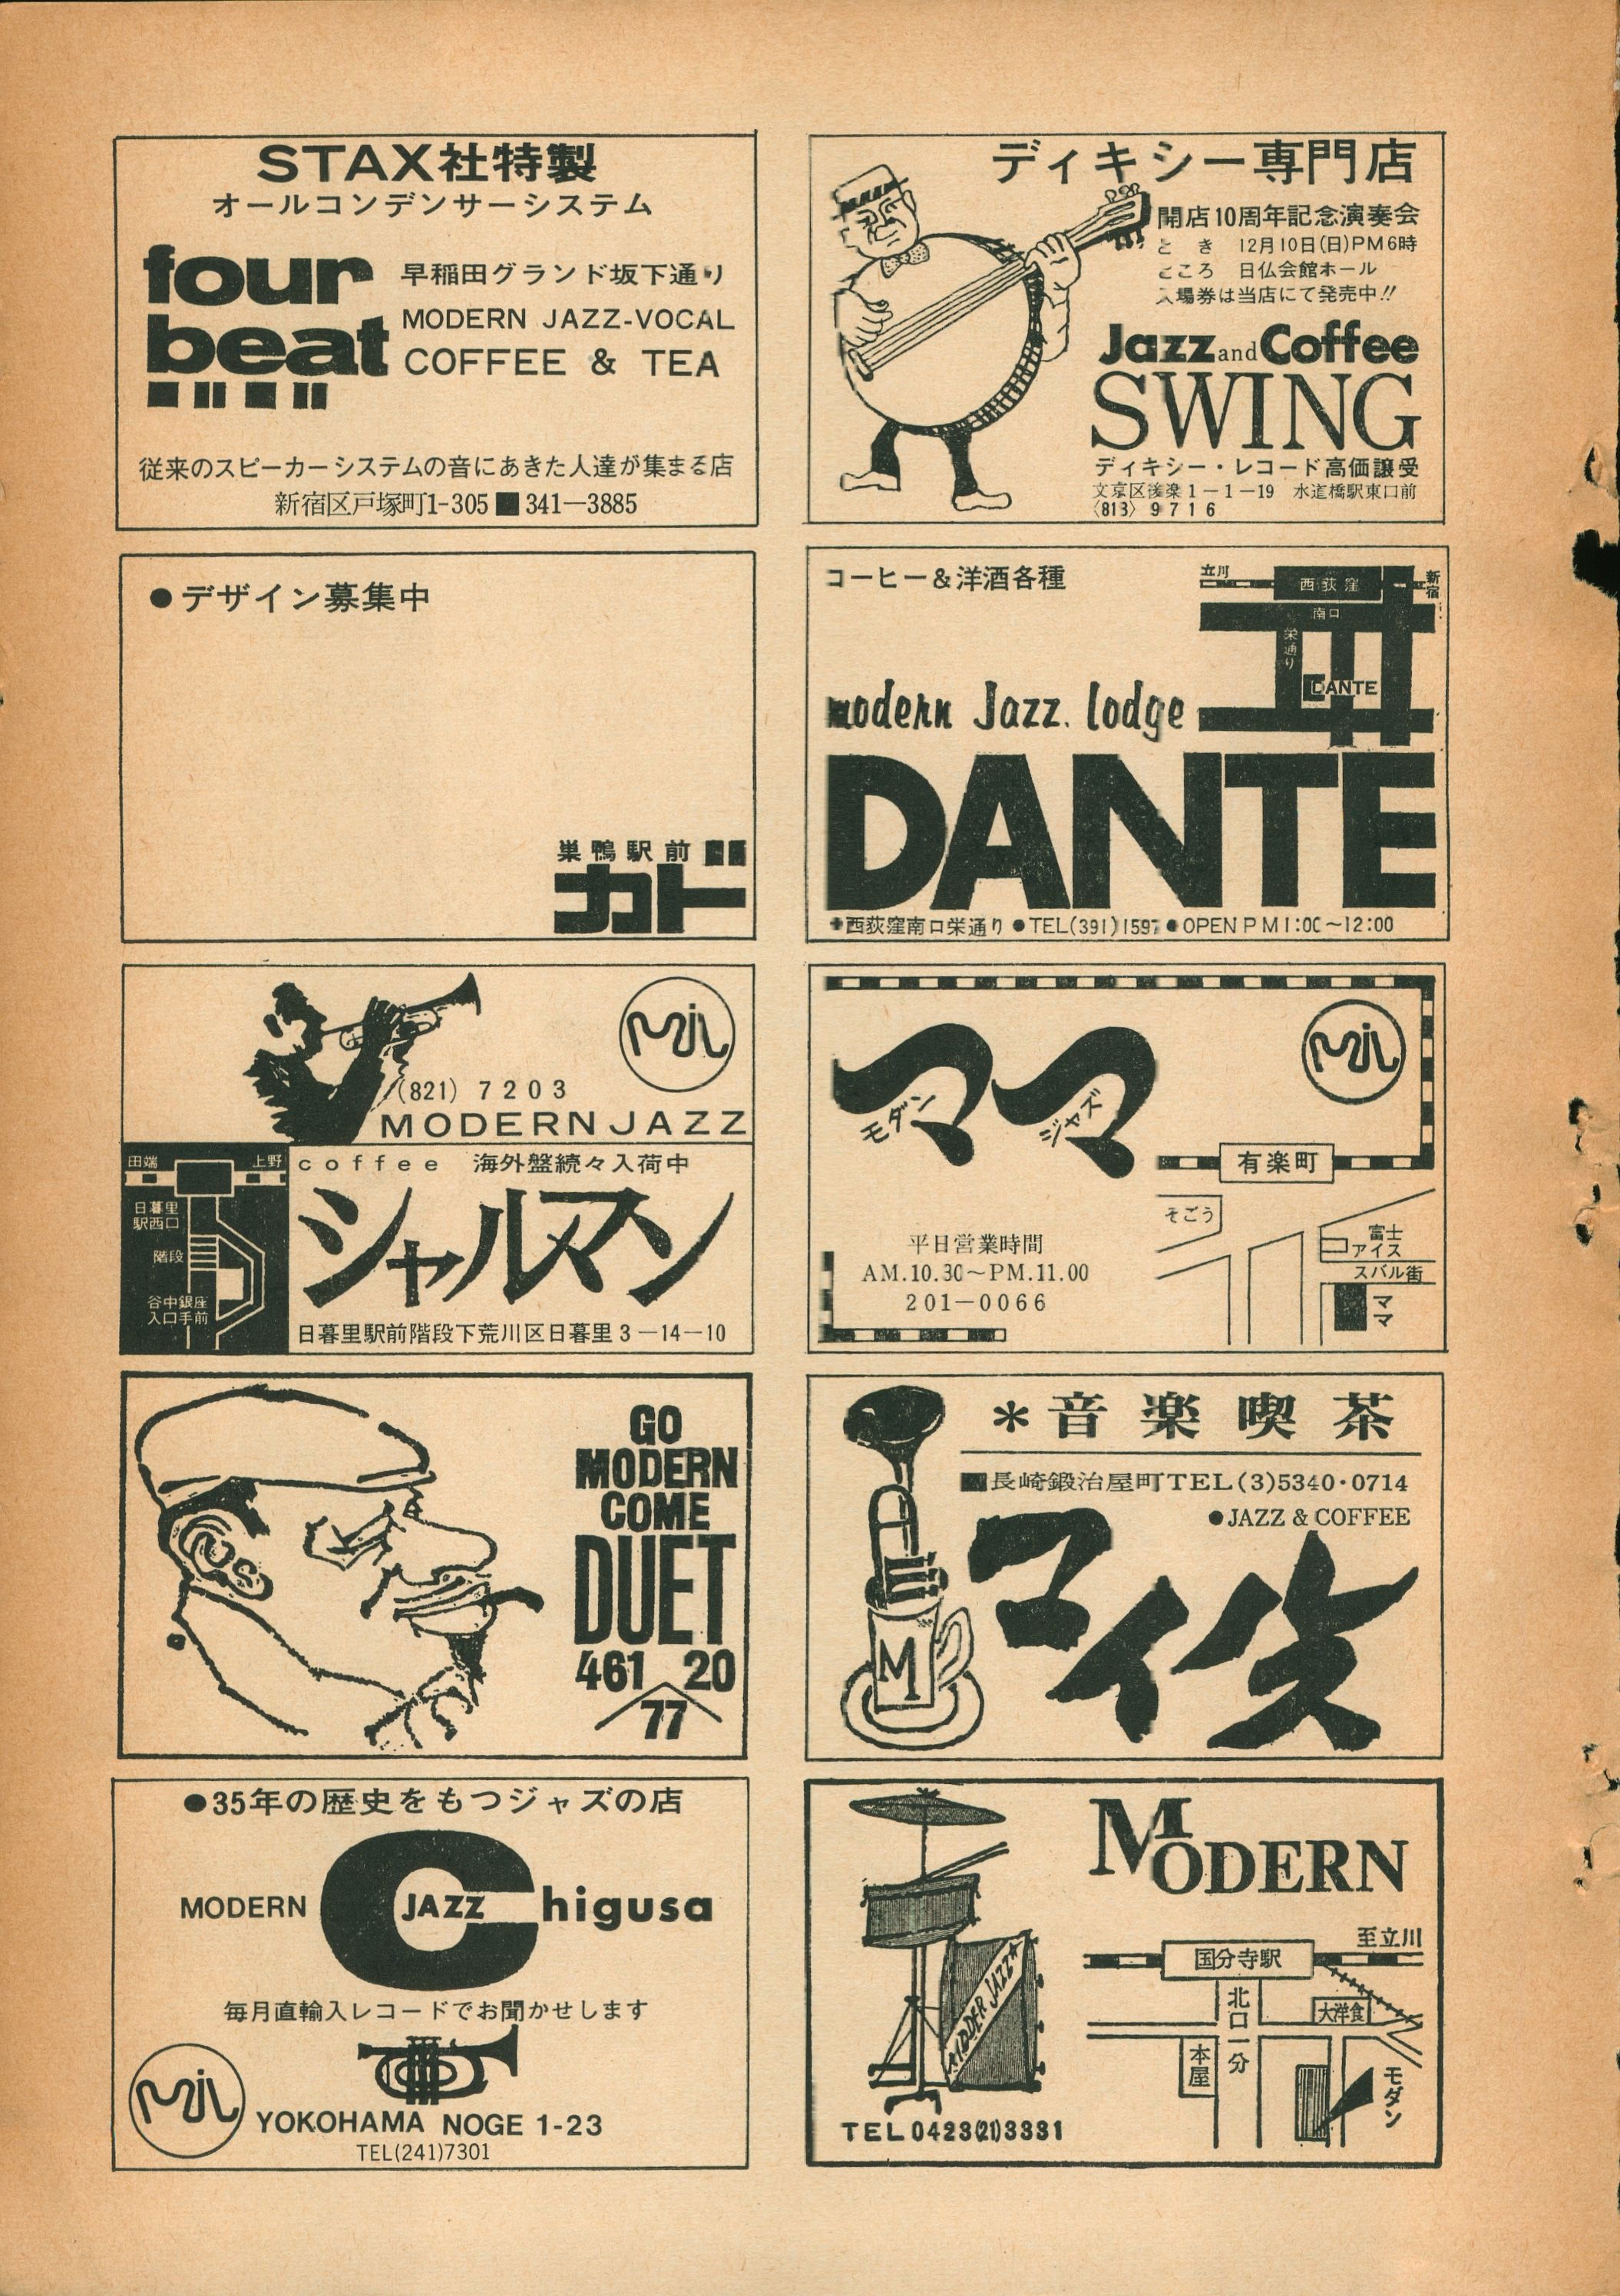 STAX社特製
オールコンデンサーシステム
four
beat
早稲田グランド坂下通り
MODERN JAZZ-VOCAL
COFFEE & TEA
従来のスピーカーシステムの音にあきた人達が集まる店
新宿区戸塚町1-305■341—3885
ディキシー専門店
開店10周年記念演奏会
とき 12月10日(日)PM6時
ところ 日仏会館ホール
入場券は当店にて発売中!!
Jazz and Coffee
SWING
ディキシー・レコード高価譲受
文京区後楽1－1－19 水道橋駅東口前
〈813〉9716
●デザイン募集中
巣鴨駅前
カド
コーヒー&洋酒各種
立川
西荻窪
新宿
南口
栄通り
DANTE
modern Jazz. lodge
DANTE
西荻窪南口栄通り●TEL(391)1597●OPEN PM1:00～12:00
MJL
(821) 7203
MODERN JAZZ
田端
上野
日暮里
駅西口
階段
谷中銀座
入口手前
coffee 海外盤続々入荷中
シャルマン
日暮里駅前階段下荒川区日暮里3－14－10
ママ
モダン
ジャズ
MJL
有楽町
そごう
富士
アイス
スバル街
ママ
平日営業時間
AM.10.30～PM.11.00
201－0066
GO
MODERN
COME
DUET
461 20
77
*音楽喫茶
■長崎鍛冶屋町TEL(3)5340・0714
●JAZZ & COFFEE
M
●35年の歴史をもつジャズの店
MODERN
JAZZ
Chigusa
毎月直輸入レコードでお聞かせします
MJL
YOKOHAMA NOGE 1-23
TEL(241)7301
MODERN
至立川
国分寺駅
北口一分
大洋食
本屋
モダン
TEL 0423(21)3331